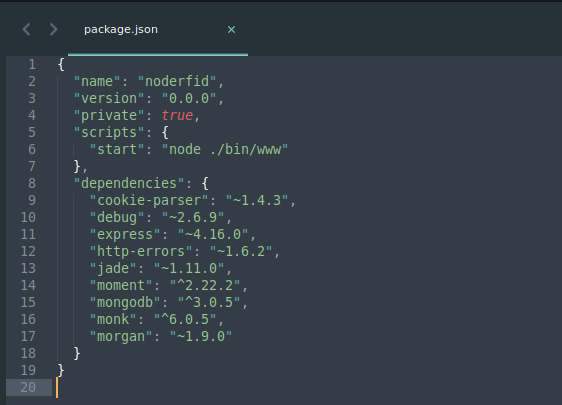 package.json ×
1 {
2   "name": "noderfid",
3   "version": "0.0.0",
4   "private": true,
5   "scripts": {
6     "start": "node ./bin/www"
7   },
8   "dependencies": {
9     "cookie-parser": "~1.4.3",
10     "debug": "~2.6.9",
11     "express": "~4.16.0",
12     "http-errors": "~1.6.2",
13     "jade": "~1.11.0",
14     "moment": "^2.22.2",
15     "mongodb": "^3.0.5",
16     "monk": "^6.0.5",
17     "morgan": "~1.9.0"
18   }
19 }
20